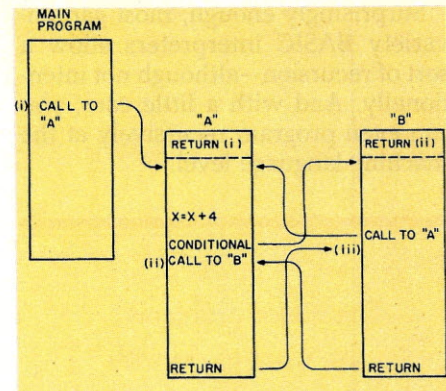 MAIN
PROGRAM
(i) CALL TO
"A"
"A"
RETURN (i)
X=X+4
CONDITIONAL
(ii) CALL TO "B"
RETURN
"B"
RETURN (ii)
CALL TO "A"
(iii)
RETURN